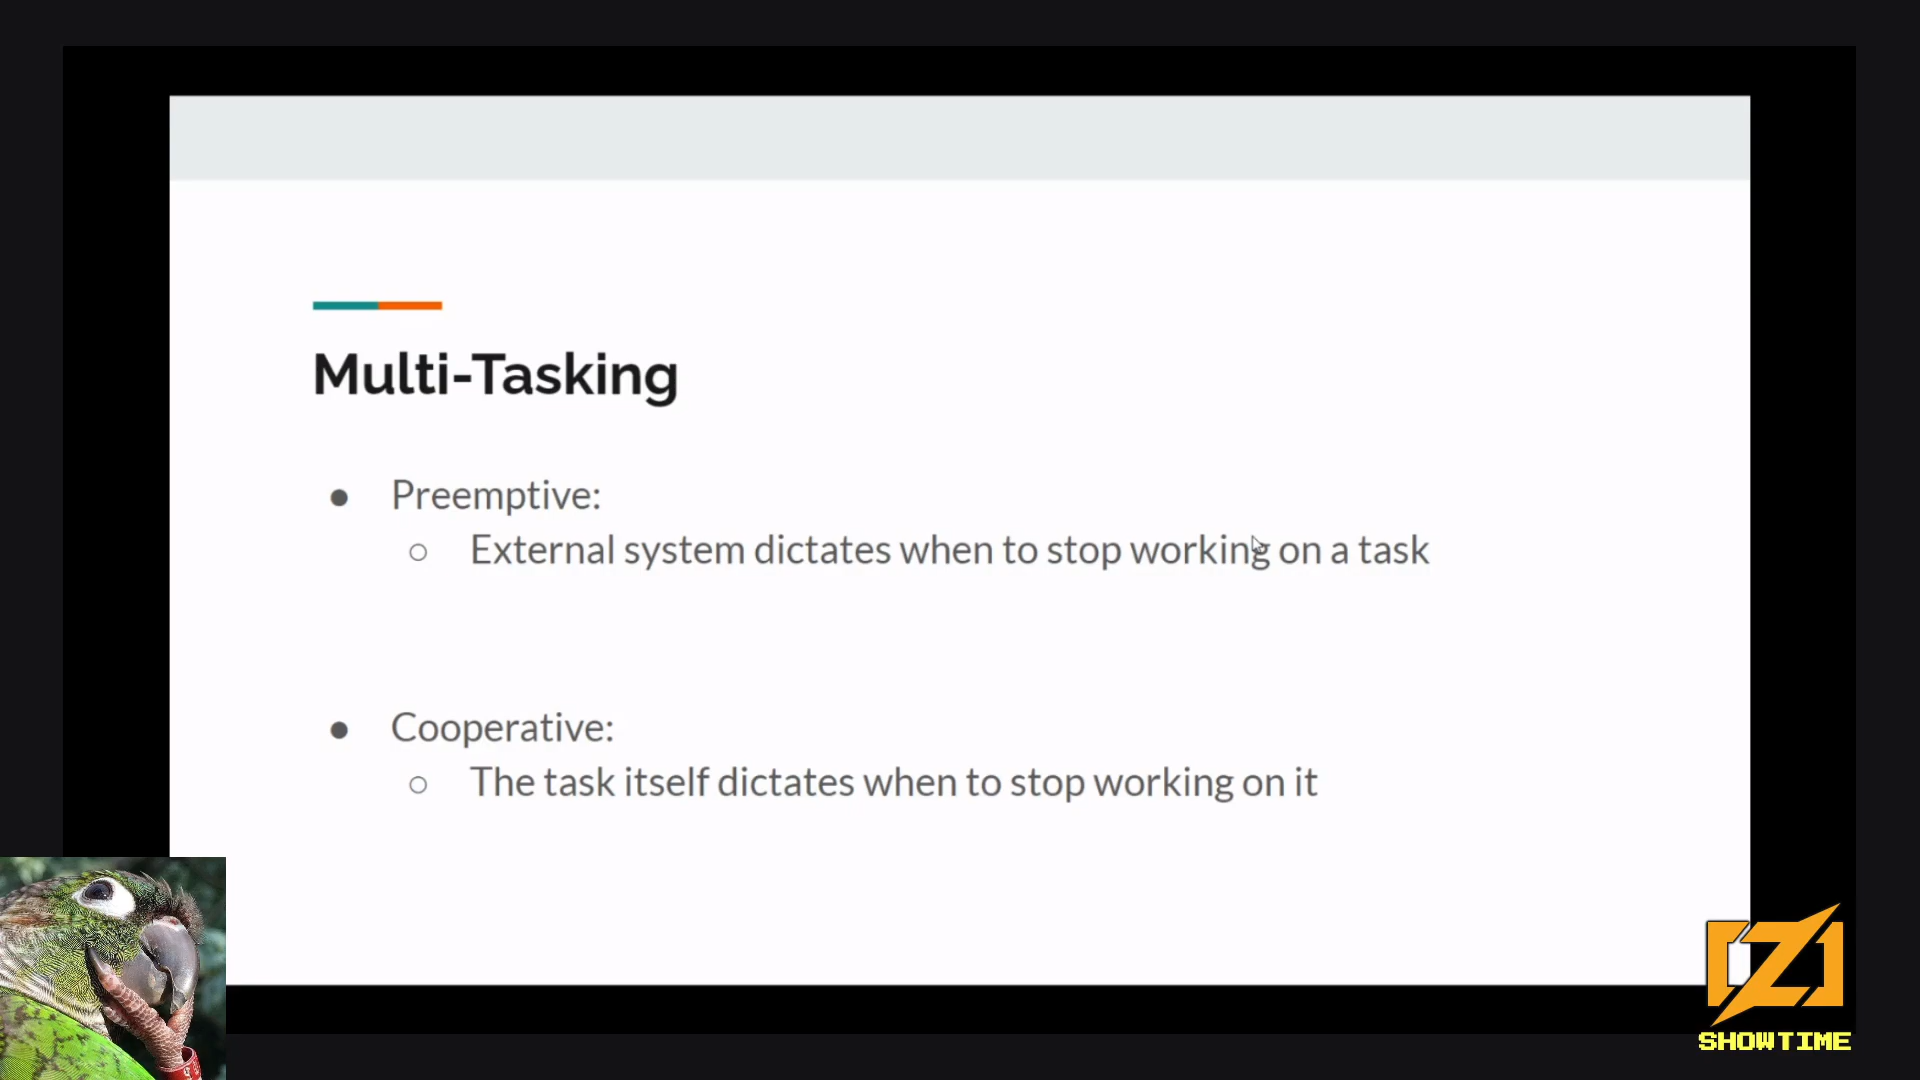 Multi-Tasking
● Preemptive:
○ External system dictates when to stop working on a task
● Cooperative:
○ The task itself dictates when to stop working on it
SHOWTIME